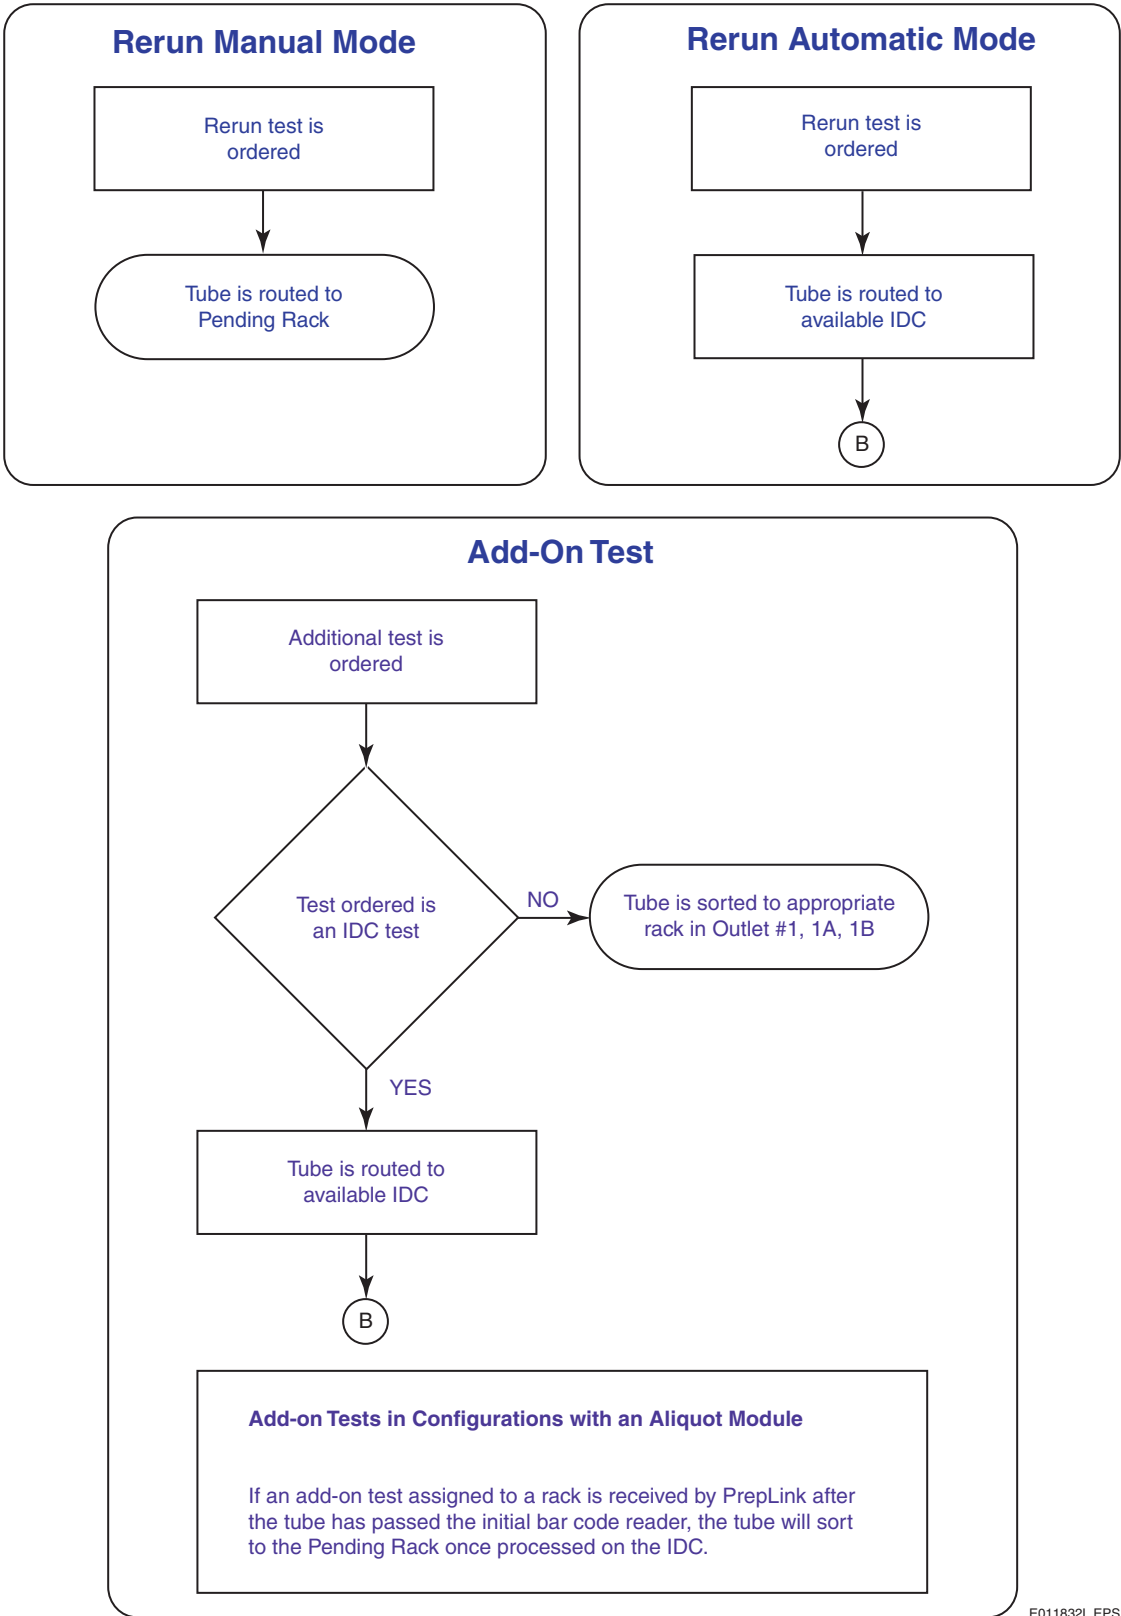 Rerun Manual Mode
Rerun test is
ordered
Tube is routed to
Pending Rack
Rerun Automatic Mode
Rerun test is
ordered
Tube is routed to
available IDC
B
Add-On Test
Additional test is
ordered
Test ordered is
an IDC test
NO
Tube is sorted to appropriate
rack in Outlet #1, 1A, 1B
YES
Tube is routed to
available IDC
B
Add-on Tests in Configurations with an Aliquot Module
If an add-on test assigned to a rack is received by PrepLink after
the tube has passed the initial bar code reader, the tube will sort
to the Pending Rack once processed on the IDC.
E011832L.EPS